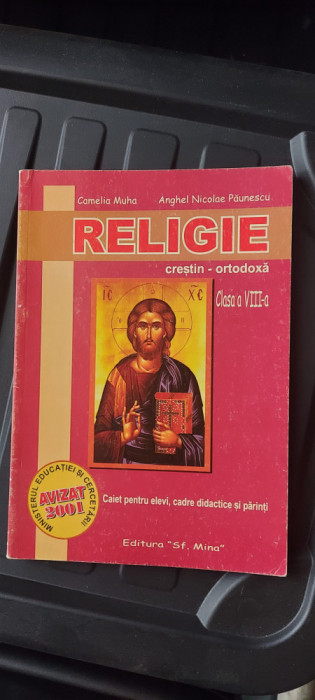 Camelia Muha Anghel Nicolae Păunescu
RELIGIE
creștin - ortodoxă
Clasa a VIII-a
IC XC
MINISTERUL EDUCAȚIEI ȘI CERCETĂRII
AVIZAT
2001
Caiet pentru elevi, cadre didactice și părinți
Editura "Sf. Mina"